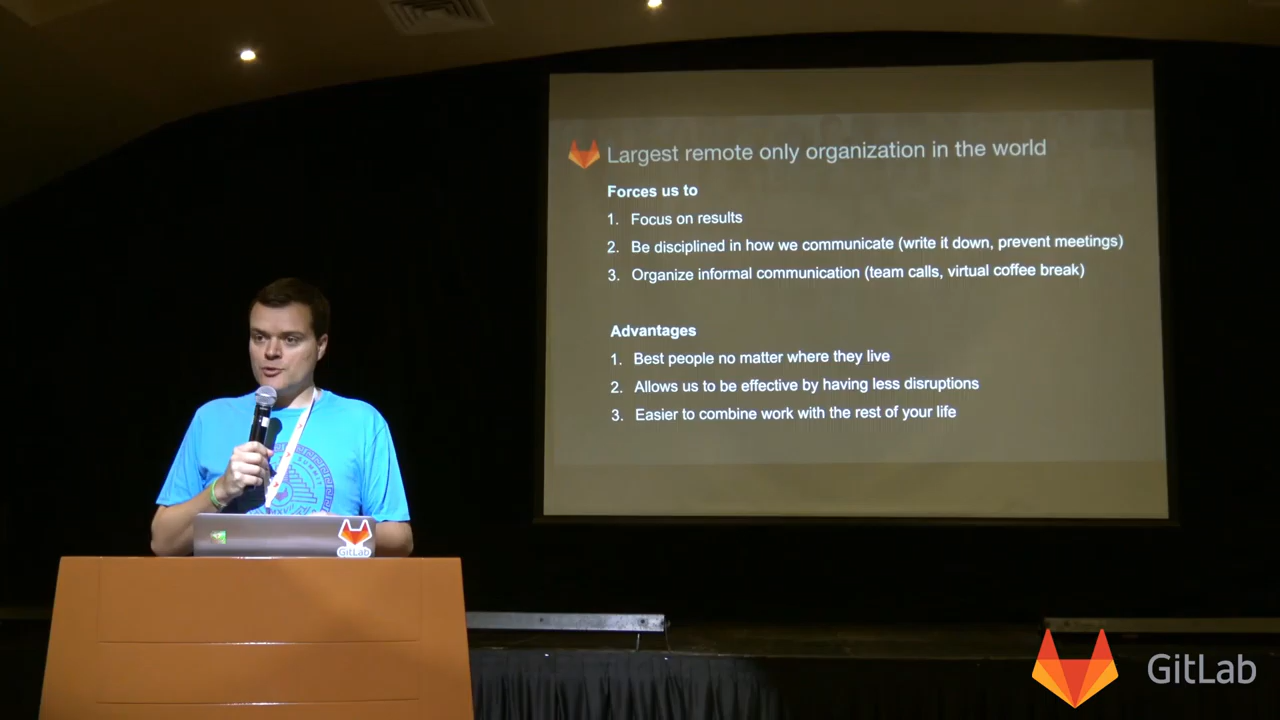 Largest remote only organization in the world
Forces us to
1. Focus on results
2. Be disciplined in how we communicate (write it down, prevent meetings)
3. Organize informal communication (team calls, virtual coffee break)
Advantages
1. Best people no matter where they live
2. Allows us to be effective by having less disruptions
3. Easier to combine work with the rest of your life
SUMMIT
GitLab
GitLab